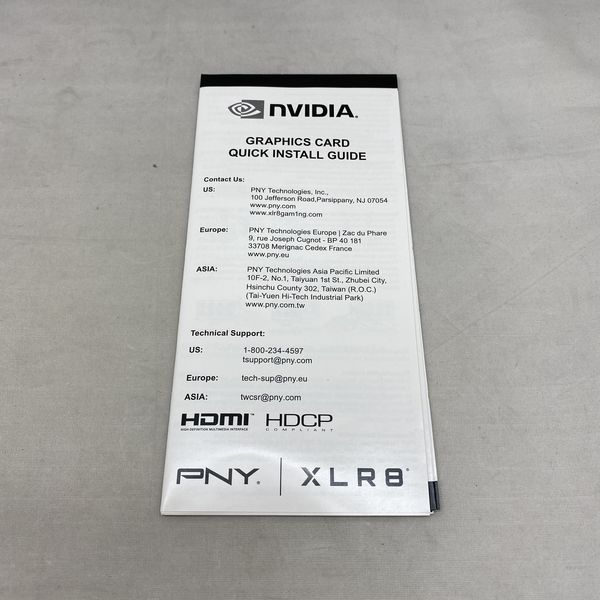 NVIDIA.
GRAPHICS CARD
QUICK INSTALL GUIDE
Contact Us:
US: PNY Technologies, Inc.,
100 Jefferson Road,Parsippany, NJ 07054
www.pny.com
www.xlr8gam1ng.com
Europe: PNY Technologies Europe | Zac du Phare
9, rue Joseph Cugnot - BP 40 181
33708 Merignac Cedex France
www.pny.eu
ASIA: PNY Technologies Asia Pacific Limited
10F-2, No.1, Taiyuan 1st St., Zhubei City,
Hsinchu County 302, Taiwan (R.O.C.)
(Tai-Yuen Hi-Tech Industrial Park)
www.pny.com.tw
Technical Support:
US: 1-800-234-4597
tsupport@pny.com
Europe: tech-sup@pny.eu
ASIA: twcsr@pny.com
HDMI™ HDCP
HIGH-DEFINITION MULTIMEDIA INTERFACE COMPLIANT
PNY® | XLR8®